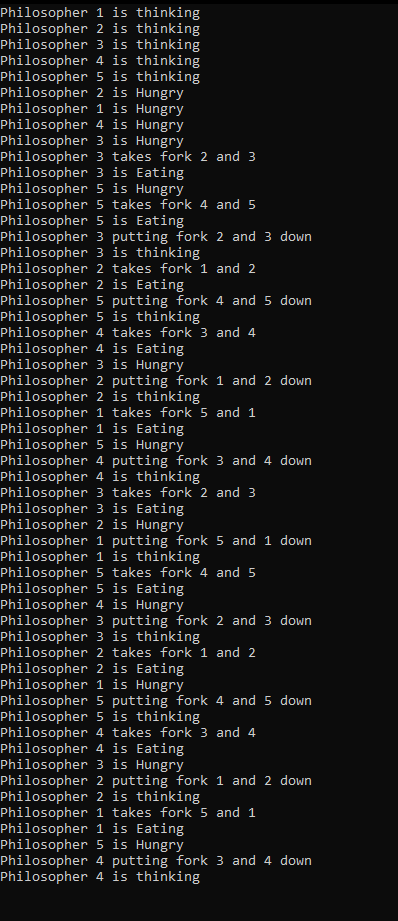 Philosopher 1 is thinking
Philosopher 2 is thinking
Philosopher 3 is thinking
Philosopher 4 is thinking
Philosopher 5 is thinking
Philosopher 2 is Hungry
Philosopher 1 is Hungry
Philosopher 4 is Hungry
Philosopher 3 is Hungry
Philosopher 3 takes fork 2 and 3
Philosopher 3 is Eating
Philosopher 5 is Hungry
Philosopher 5 takes fork 4 and 5
Philosopher 5 is Eating
Philosopher 3 putting fork 2 and 3 down
Philosopher 3 is thinking
Philosopher 2 takes fork 1 and 2
Philosopher 2 is Eating
Philosopher 5 putting fork 4 and 5 down
Philosopher 5 is thinking
Philosopher 4 takes fork 3 and 4
Philosopher 4 is Eating
Philosopher 3 is Hungry
Philosopher 2 putting fork 1 and 2 down
Philosopher 2 is thinking
Philosopher 1 takes fork 5 and 1
Philosopher 1 is Eating
Philosopher 5 is Hungry
Philosopher 4 putting fork 3 and 4 down
Philosopher 4 is thinking
Philosopher 3 takes fork 2 and 3
Philosopher 3 is Eating
Philosopher 2 is Hungry
Philosopher 1 putting fork 5 and 1 down
Philosopher 1 is thinking
Philosopher 5 takes fork 4 and 5
Philosopher 5 is Eating
Philosopher 4 is Hungry
Philosopher 3 putting fork 2 and 3 down
Philosopher 3 is thinking
Philosopher 2 takes fork 1 and 2
Philosopher 2 is Eating
Philosopher 1 is Hungry
Philosopher 5 putting fork 4 and 5 down
Philosopher 5 is thinking
Philosopher 4 takes fork 3 and 4
Philosopher 4 is Eating
Philosopher 3 is Hungry
Philosopher 2 putting fork 1 and 2 down
Philosopher 2 is thinking
Philosopher 1 takes fork 5 and 1
Philosopher 1 is Eating
Philosopher 5 is Hungry
Philosopher 4 putting fork 3 and 4 down
Philosopher 4 is thinking